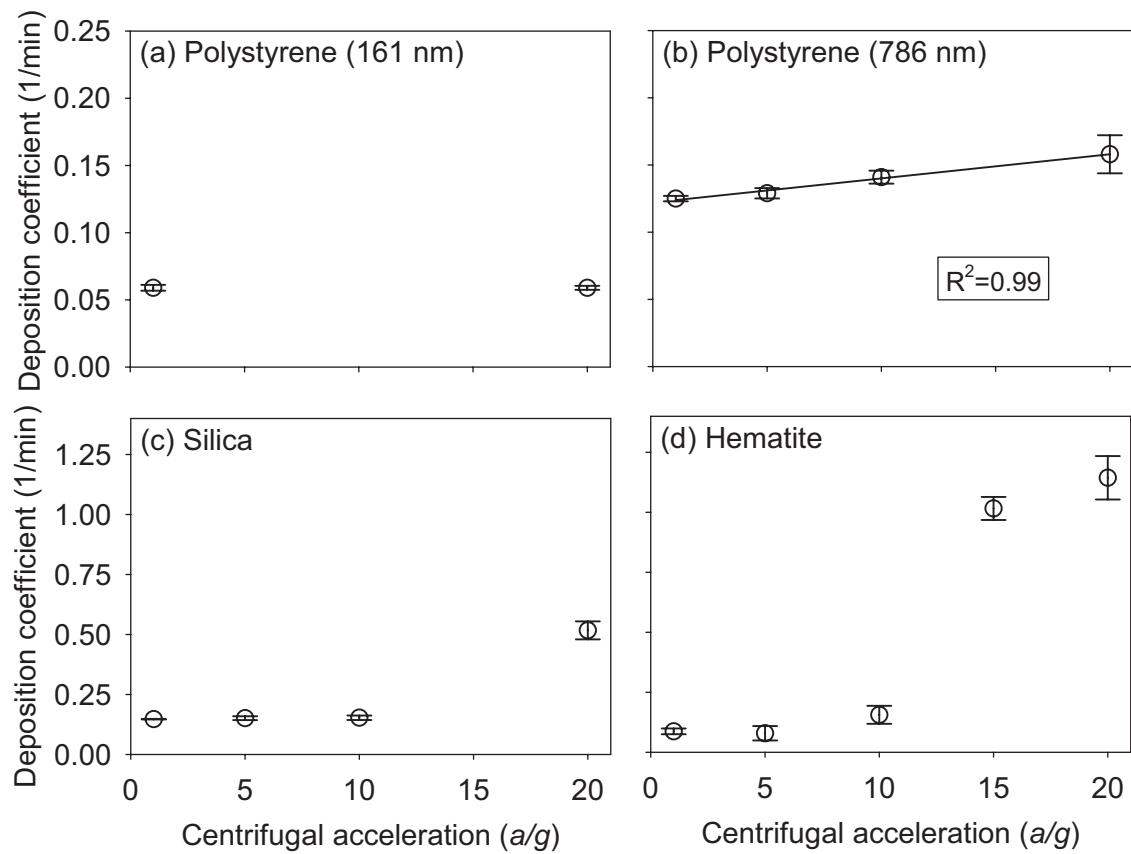 Deposition coefficient (1/min)
0.25
0.20
0.15
0.10
0.05
0.00
(a) Polystyrene (161 nm)
(b) Polystyrene (786 nm)
R²=0.99
Deposition coefficient (1/min)
1.25
1.00
0.75
0.50
0.25
0.00
(c) Silica
(d) Hematite
0 5 10 15 20
0 5 10 15 20
Centrifugal acceleration (a/g)
Centrifugal acceleration (a/g)